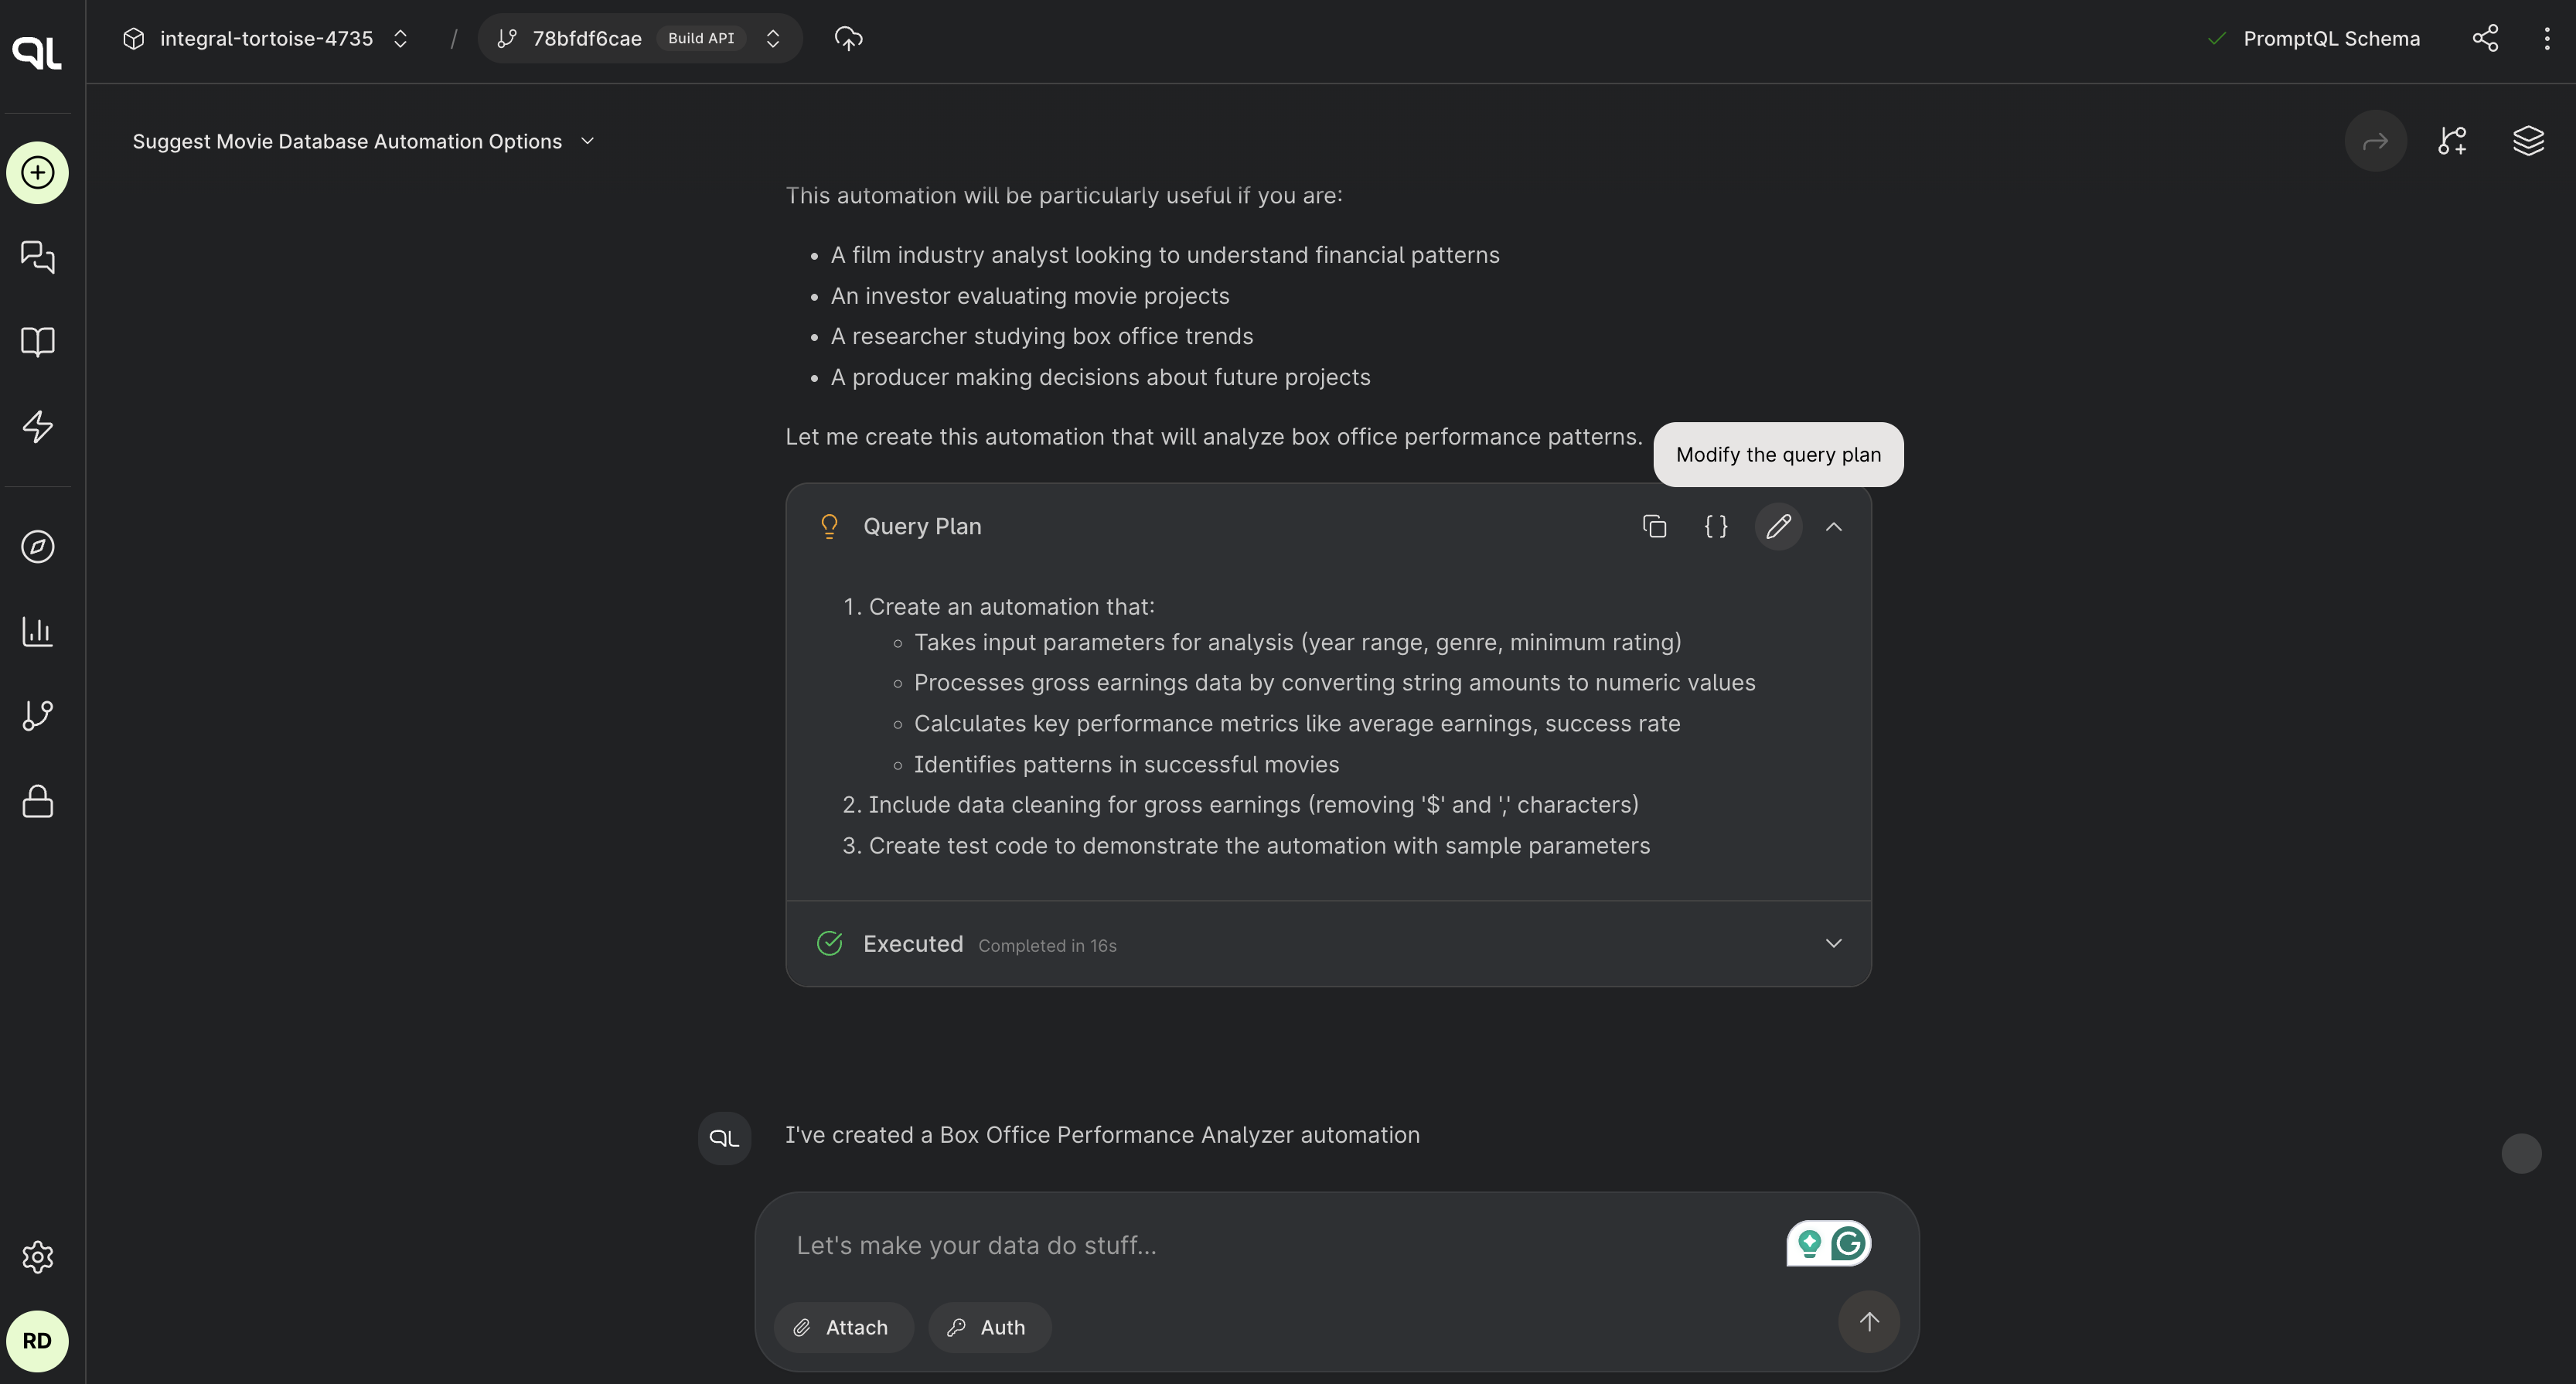 integral-tortoise-4735 / 78bfdf6cae Build API PromptQL Schema
Suggest Movie Database Automation Options
This automation will be particularly useful if you are:
• A film industry analyst looking to understand financial patterns
• An investor evaluating movie projects
• A researcher studying box office trends
• A producer making decisions about future projects
Let me create this automation that will analyze box office performance patterns.
Modify the query plan
Query Plan
1. Create an automation that:
◦ Takes input parameters for analysis (year range, genre, minimum rating)
◦ Processes gross earnings data by converting string amounts to numeric values
◦ Calculates key performance metrics like average earnings, success rate
◦ Identifies patterns in successful movies
2. Include data cleaning for gross earnings (removing '$' and ',' characters)
3. Create test code to demonstrate the automation with sample parameters
Executed Completed in 16s
I've created a Box Office Performance Analyzer automation
Let's make your data do stuff...
Attach Auth
RD